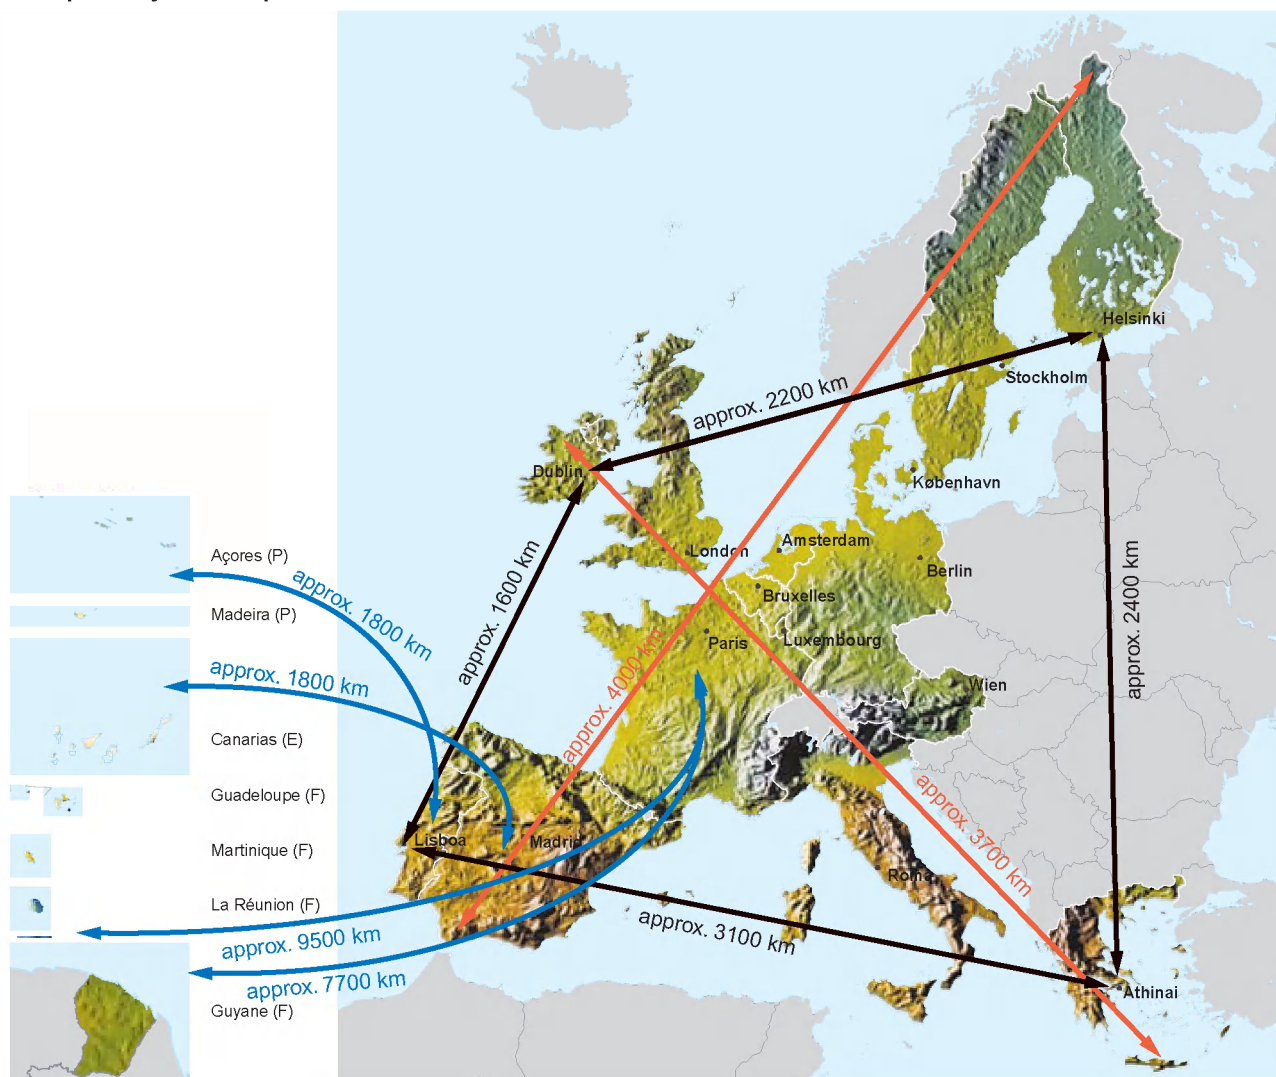 Helsinki
Stockholm
approx. 2200 km
Dublin
København
Amsterdam
London
Berlin
Bruxelles
approx. 1600 km
approx. 2400 km
Açores (P)
approx. 1800 km
Madeira (P)
Paris
Luxembourg
approx. 4000 km
approx. 1800 km
Wien
Canarias (E)
Guadeloupe (F)
approx. 3700 km
Lisboa
Madrid
Martinique (F)
Roma
La Réunion (F)
approx. 3100 km
approx. 9500 km
approx. 7700 km
Athinai
Guyane (F)